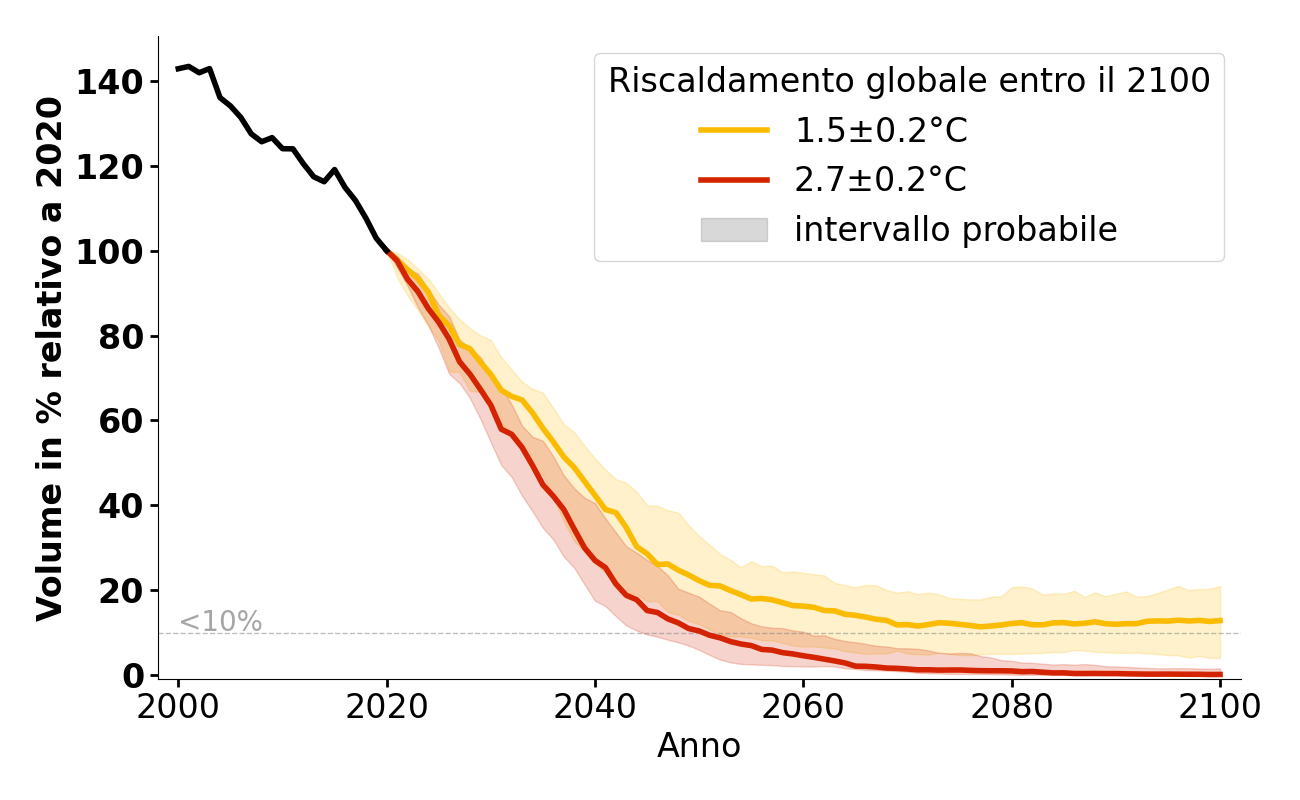 Volume in % relativo a 2020
140
120
100
80
60
40
20
0
<10%
Riscaldamento globale entro il 2100
1.5±0.2°C
2.7±0.2°C
intervallo probabile
2000 2020 2040 2060 2080 2100
Anno